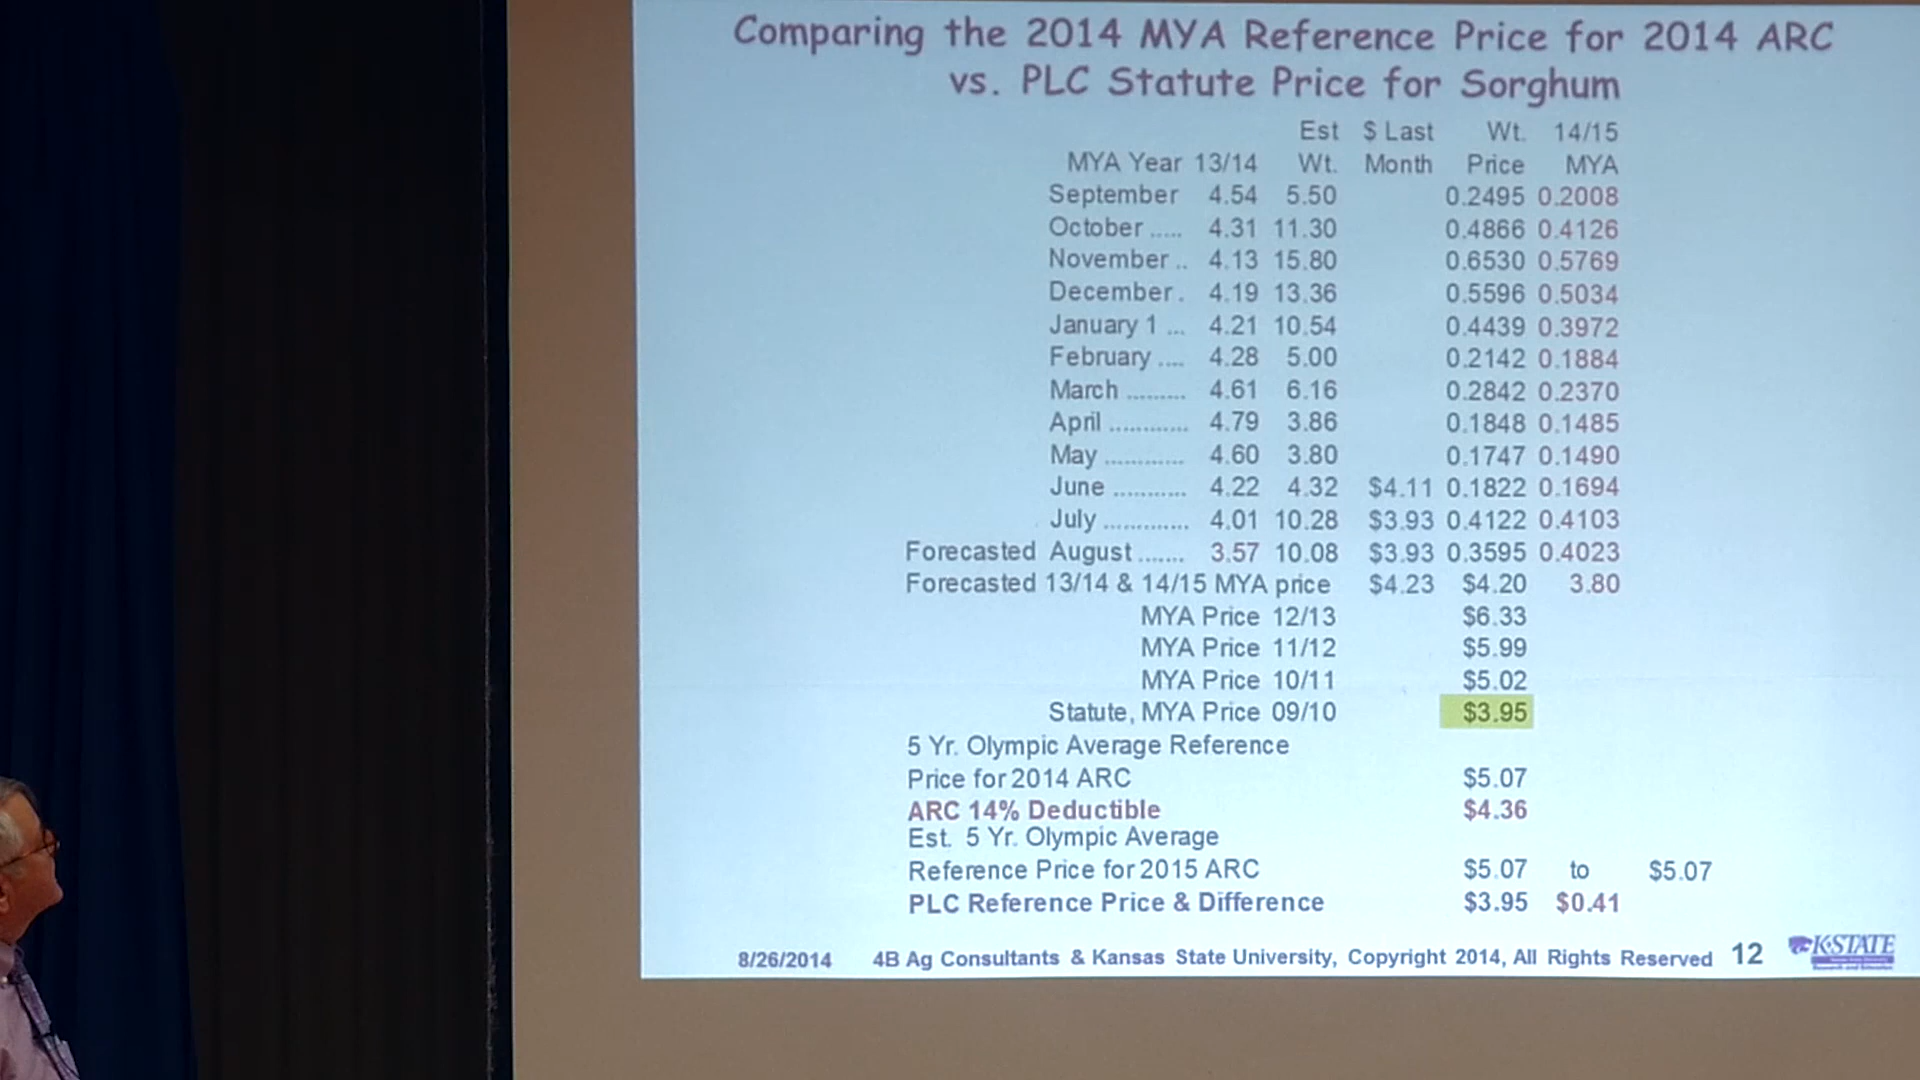 Comparing the 2014 MYA Reference Price for 2014 ARC
vs. PLC Statute Price for Sorghum
Est $ Last Wt. 14/15
MYA Year 13/14 Wt. Month Price MYA
September 4.54 5.50 0.2495 0.2008
October ..... 4.31 11.30 0.4866 0.4126
November .. 4.13 15.80 0.6530 0.5769
December . 4.19 13.36 0.5596 0.5034
January 1 ... 4.21 10.54 0.4439 0.3972
February .... 4.28 5.00 0.2142 0.1884
March ......... 4.61 6.16 0.2842 0.2370
April ............ 4.79 3.86 0.1848 0.1485
May ............ 4.60 3.80 0.1747 0.1490
June ........... 4.22 4.32 $4.11 0.1822 0.1694
July ............. 4.01 10.28 $3.93 0.4122 0.4103
Forecasted August ....... 3.57 10.08 $3.93 0.3595 0.4023
Forecasted 13/14 & 14/15 MYA price $4.23 $4.20 3.80
MYA Price 12/13 $6.33
MYA Price 11/12 $5.99
MYA Price 10/11 $5.02
Statute, MYA Price 09/10 $3.95
5 Yr. Olympic Average Reference
Price for 2014 ARC $5.07
ARC 14% Deductible $4.36
Est. 5 Yr. Olympic Average
Reference Price for 2015 ARC $5.07 to $5.07
PLC Reference Price & Difference $3.95 $0.41
8/26/2014 4B Ag Consultants & Kansas State University, Copyright 2014, All Rights Reserved 12
K-STATE